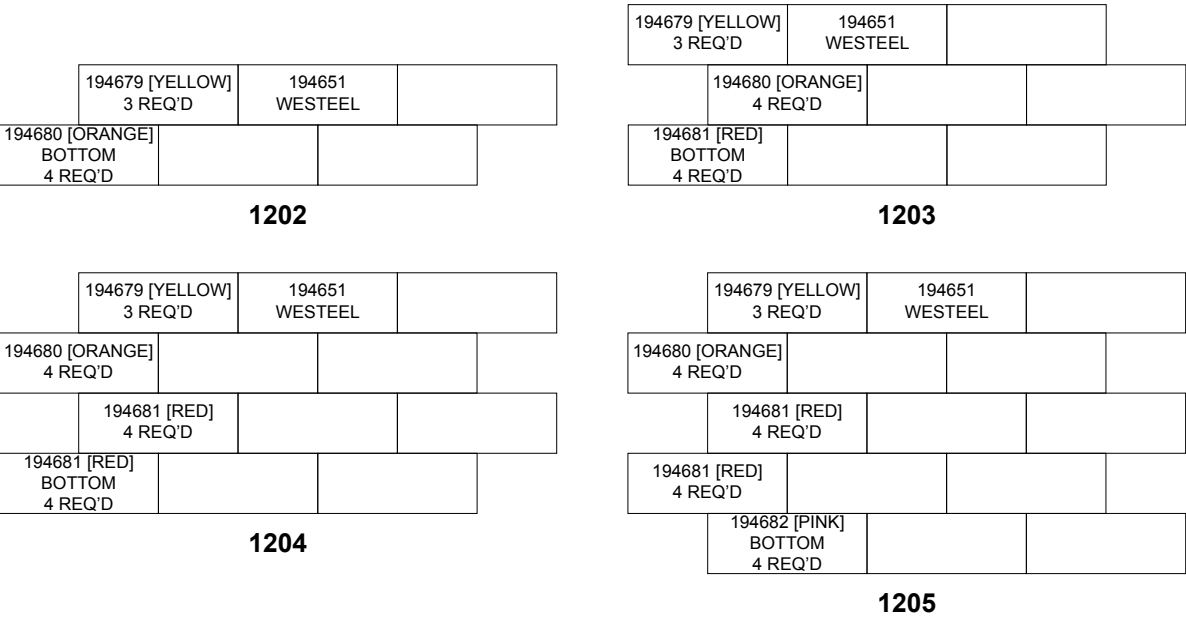 194679 [YELLOW]
3 REQ’D
194651
WESTEEL
194680 [ORANGE]
BOTTOM
4 REQ’D
1202
194679 [YELLOW]
3 REQ’D
194651
WESTEEL
194680 [ORANGE]
4 REQ’D
194681 [RED]
BOTTOM
4 REQ’D
1203
194679 [YELLOW]
3 REQ’D
194651
WESTEEL
194680 [ORANGE]
4 REQ’D
194681 [RED]
4 REQ’D
194681 [RED]
BOTTOM
4 REQ’D
1204
194679 [YELLOW]
3 REQ’D
194651
WESTEEL
194680 [ORANGE]
4 REQ’D
194681 [RED]
4 REQ’D
194681 [RED]
4 REQ’D
194682 [PINK]
BOTTOM
4 REQ’D
1205